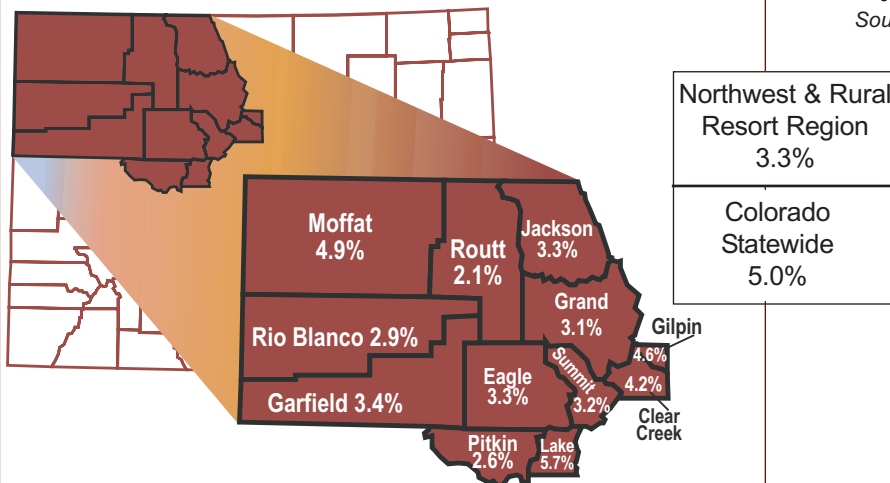 Sou
Northwest & Rural
Resort Region
3.3%
Colorado
Statewide
5.0%
Moffat
4.9%
Routt
2.1%
Jackson
3.3%
Grand
3.1%
Gilpin
4.6%
Rio Blanco 2.9%
Summit
3.2%
4.2%
Clear
Creek
Eagle
3.3%
Garfield 3.4%
Pitkin
2.6%
Lake
5.7%